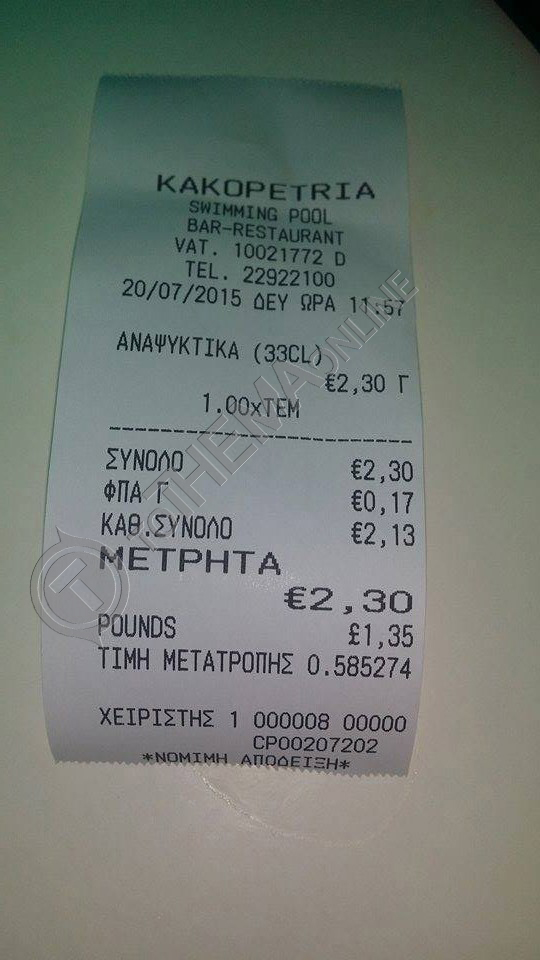 KAKOPETRIA
SWIMMING POOL
BAR-RESTAURANT
VAT. 10021772 D
TEL. 22922100
20/07/2015 ΔΕΥ ΩΡΑ 11:57
ΑΝΑΨΥΚΤΙΚΑ (33CL)
€2,30 Γ
1.00xΤΕΜ
ΣΥΝΟΛΟ €2,30
ΦΠΑ Γ €0,17
ΚΑΘ.ΣΥΝΟΛΟ €2,13
ΜΕΤΡΗΤΑ
€2,30
POUNDS £1,35
ΤΙΜΗ ΜΕΤΑΤΡΟΠΗΣ 0.585274
ΧΕΙΡΙΣΤΗΣ 1 000008 00000
CP00207202
*ΝΟΜΙΜΗ ΑΠΟΔΕΙΞΗ*
TOTHEMAONLINE